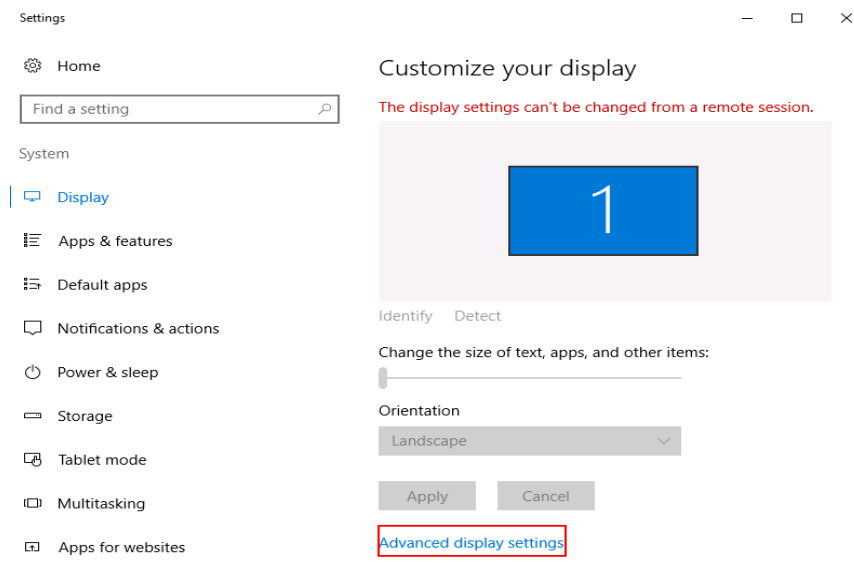 Settings
Home
Find a setting
System
Display
Apps & features
Default apps
Notifications & actions
Power & sleep
Storage
Tablet mode
Multitasking
Apps for websites
Customize your display
The display settings can't be changed from a remote session.
1
Identify Detect
Change the size of text, apps, and other items:
Orientation
Landscape
Apply Cancel
Advanced display settings